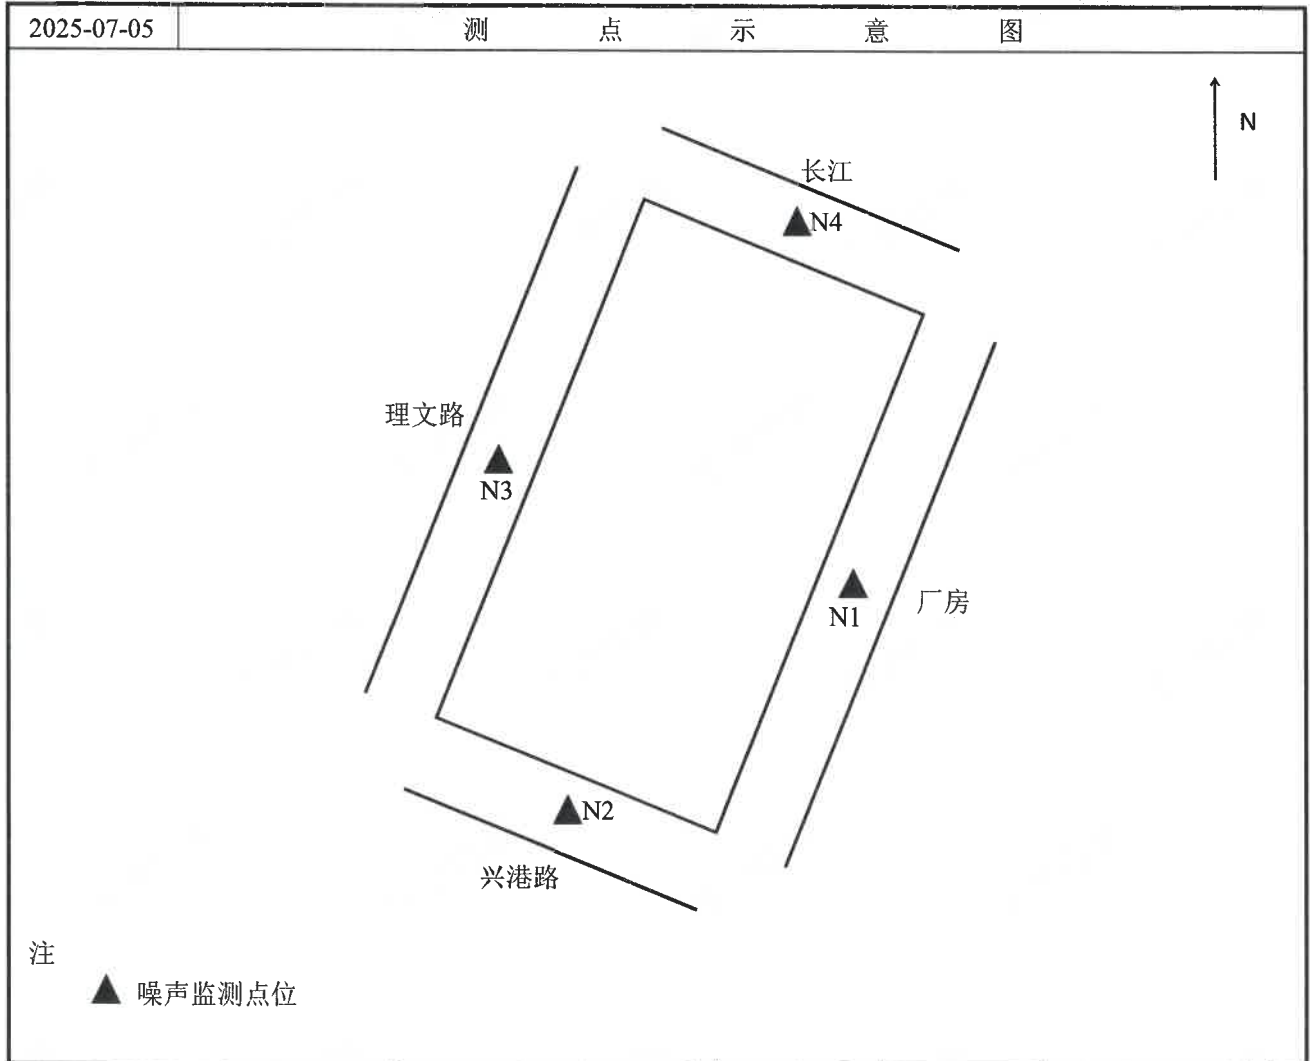 2025-07-05 测 点 示 意 图
N
长江
N4
理文路
N3
N1
厂房
N2
兴港路
注
噪声监测点位